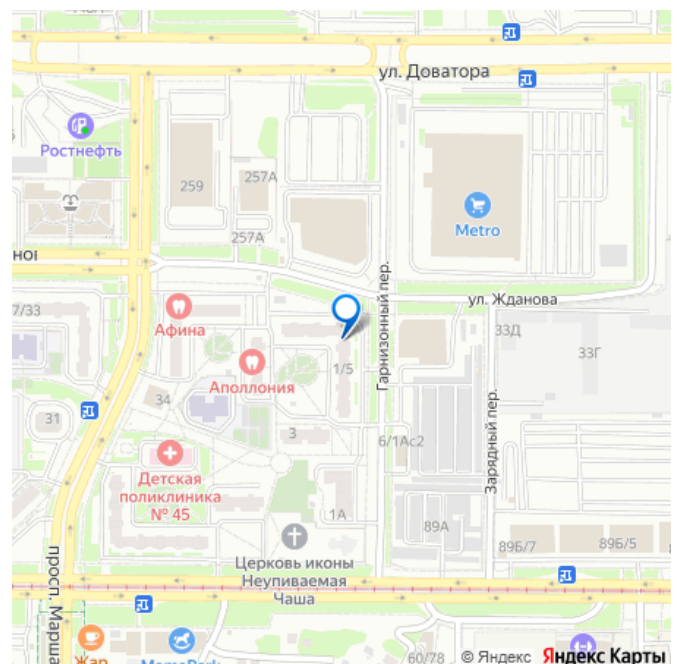 ул. Доватора
Ростнефть
259
257А
257А
Metro
ул. Жданова
7/33
Афина
Гарнизонный пер.
33Д
33Г
Аполлония
1/5
31
34
3
6/1Ас2
Зарядный пер.
Детская
поликлиника
№ 45
1А
89А
89Б/7
89Б/5
Церковь иконы
Неупиваемая
Чаша
просп. Марша
Жар
60/78
© Яндекс Яндекс Карты